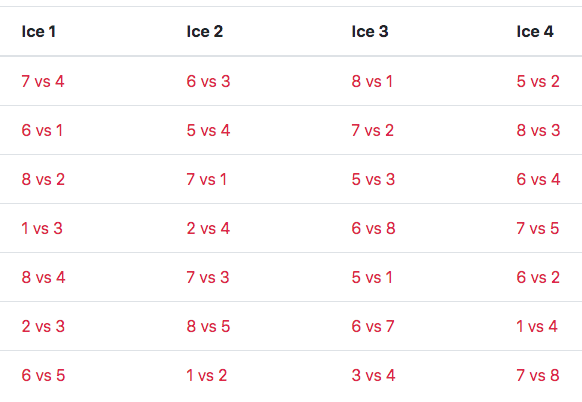 Ice 1 Ice 2 Ice 3 Ice 4
7 vs 4 6 vs 3 8 vs 1 5 vs 2
6 vs 1 5 vs 4 7 vs 2 8 vs 3
8 vs 2 7 vs 1 5 vs 3 6 vs 4
1 vs 3 2 vs 4 6 vs 8 7 vs 5
8 vs 4 7 vs 3 5 vs 1 6 vs 2
2 vs 3 8 vs 5 6 vs 7 1 vs 4
6 vs 5 1 vs 2 3 vs 4 7 vs 8